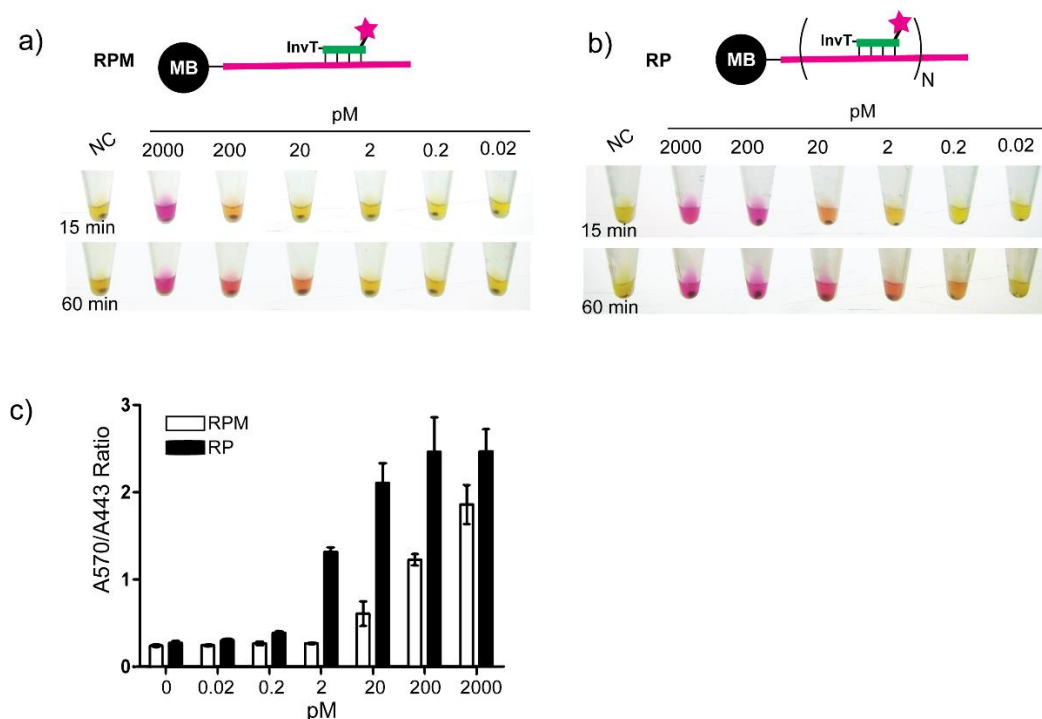 a)
RPM
MB
InvT
pM
NC 2000 200 20 2 0.2 0.02
15 min
60 min
b)
RP
MB
InvT
N
pM
NC 2000 200 20 2 0.2 0.02
15 min
60 min
c)
A570/A443 Ratio
3
2
1
0
RPM
RP
0 0.02 0.2 2 20 200 2000
pM